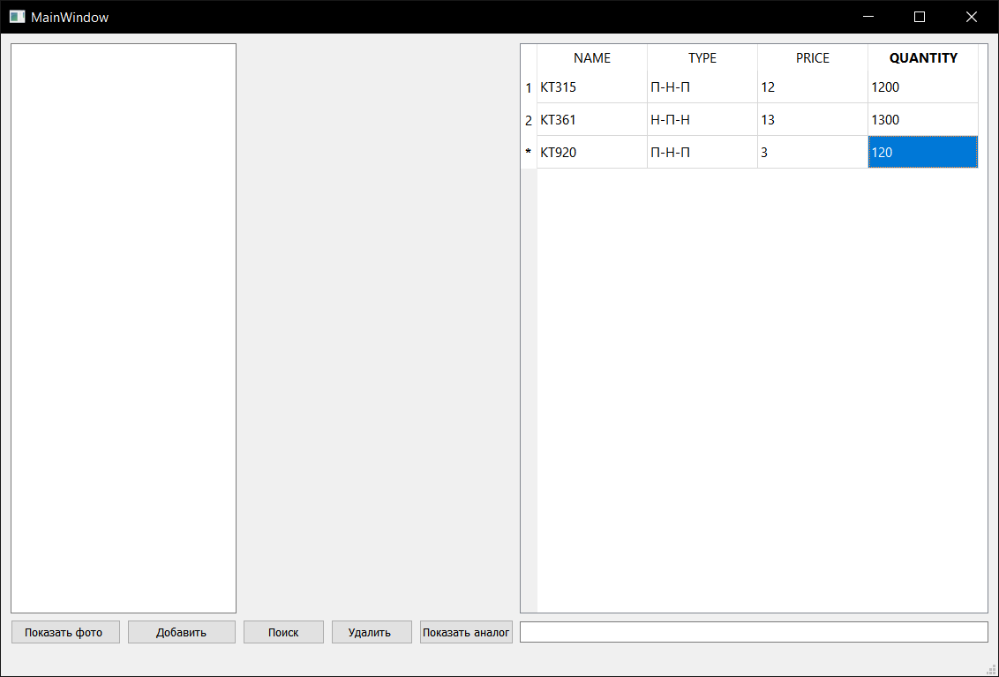 MainWindow
NAME TYPE PRICE QUANTITY
1 КТ315 П-Н-П 12 1200
2 КТ361 Н-П-Н 13 1300
* КТ920 П-Н-П 3 120
Показать фото Добавить Поиск Удалить Показать аналог